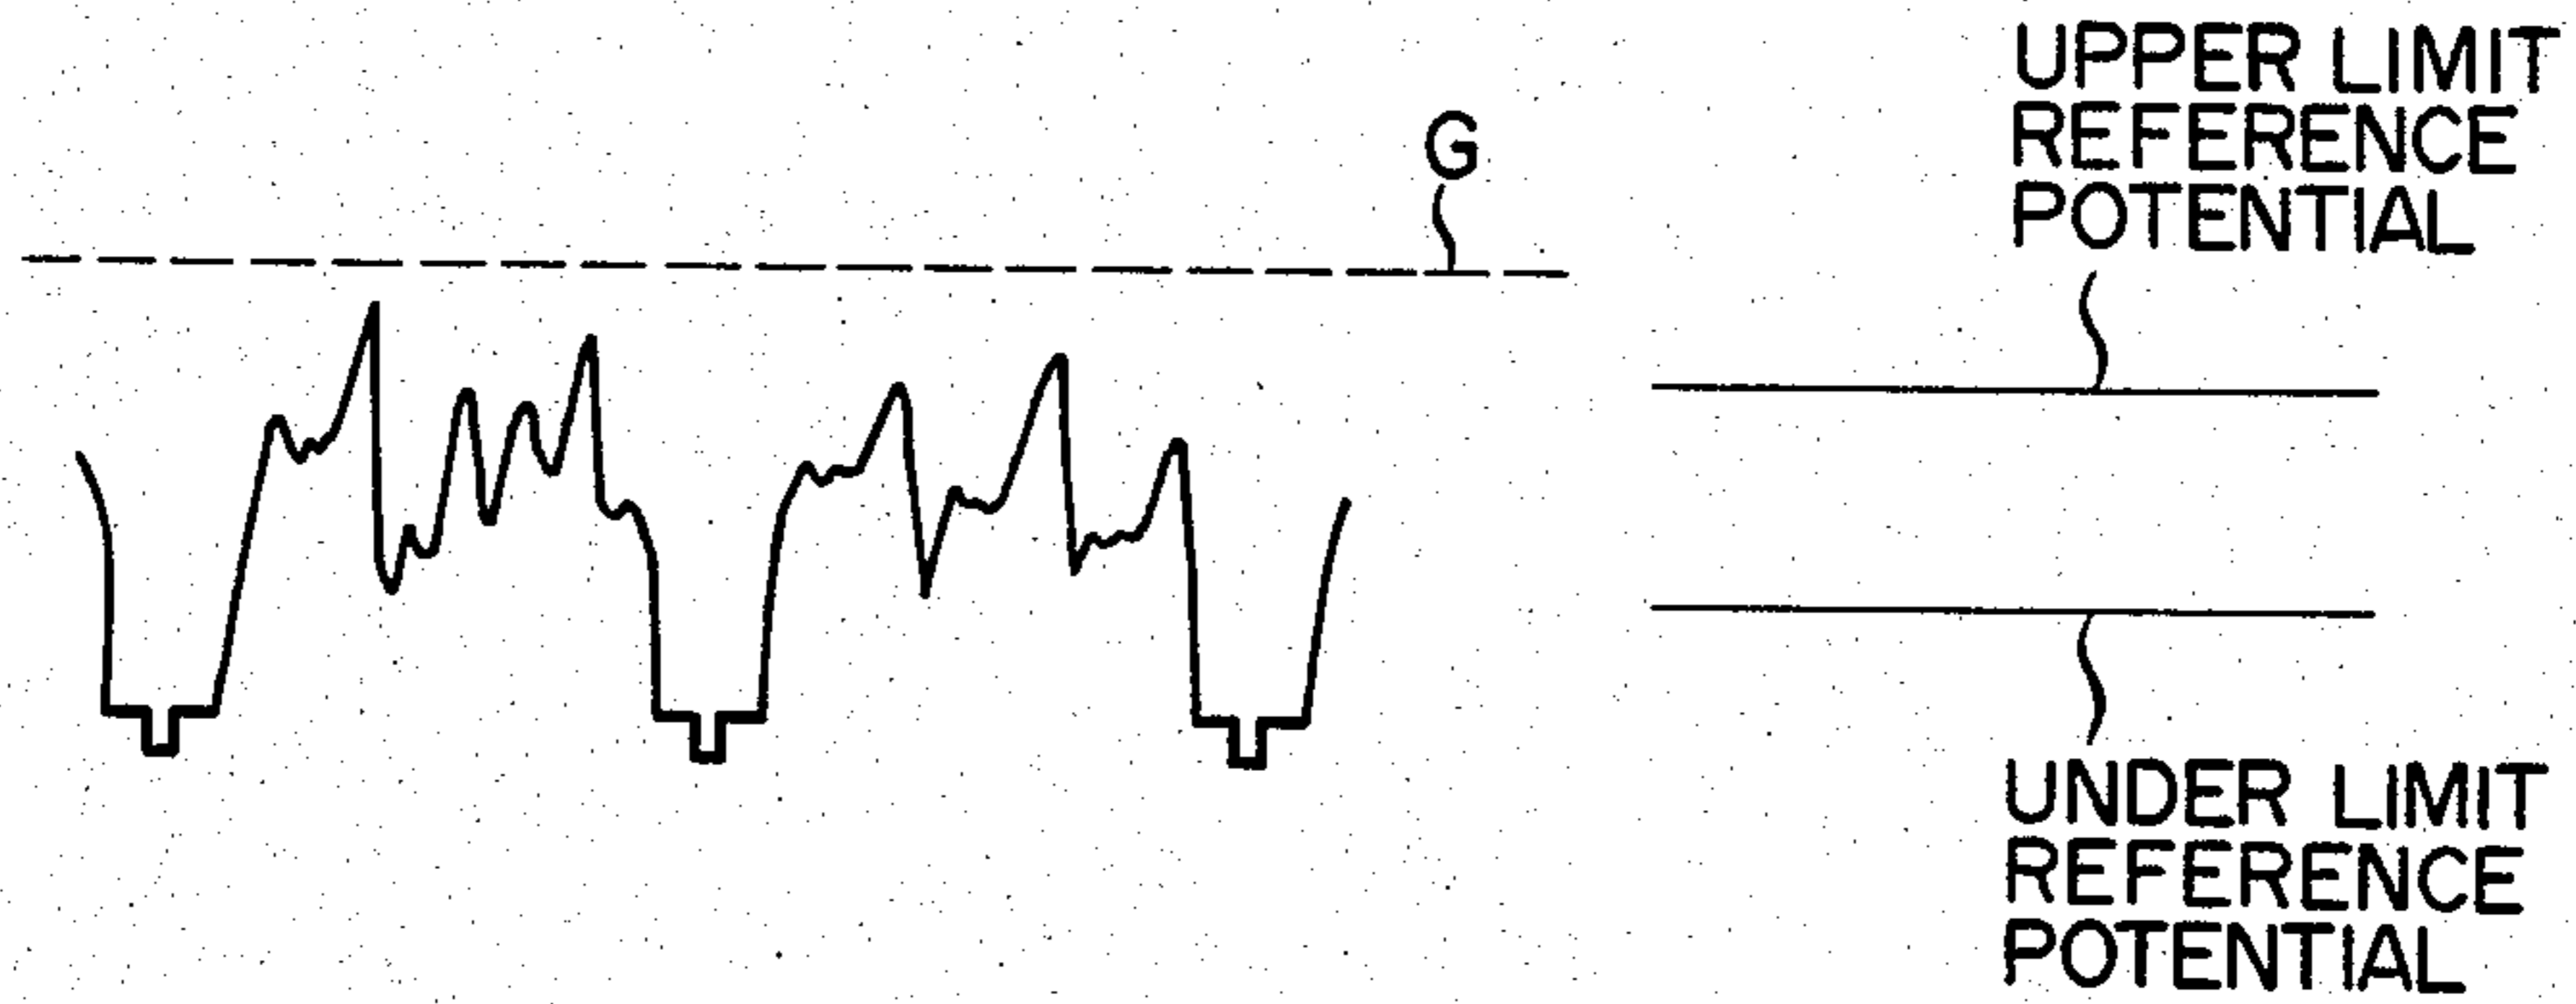 G
UPPER LIMIT
REFERENCE
POTENTIAL
UNDER LIMIT
REFERENCE
POTENTIAL